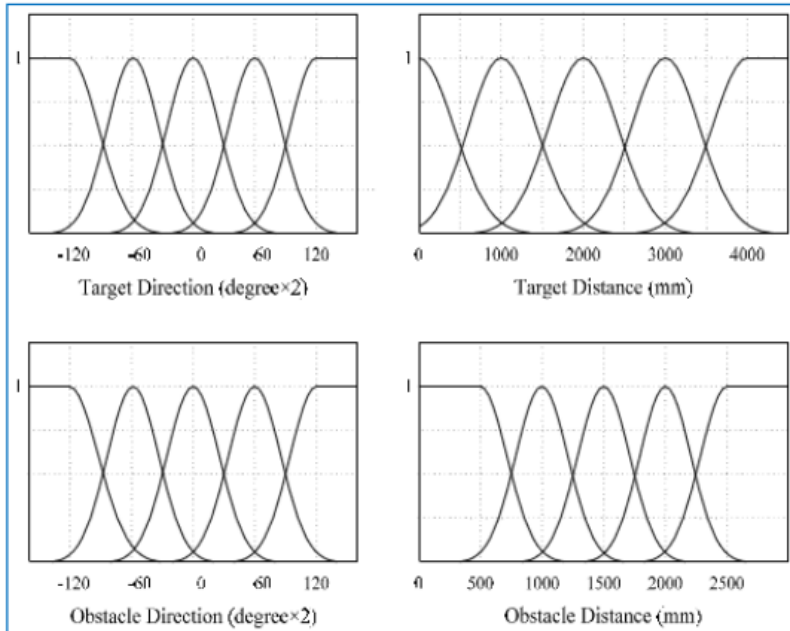 1
-120 -60 0 60 120
Target Direction (degree×2)
1
0 1000 2000 3000 4000
Target Distance (mm)
1
-120 -60 0 60 120
Obstacle Direction (degree×2)
1
0 500 1000 1500 2000 2500
Obstacle Distance (mm)